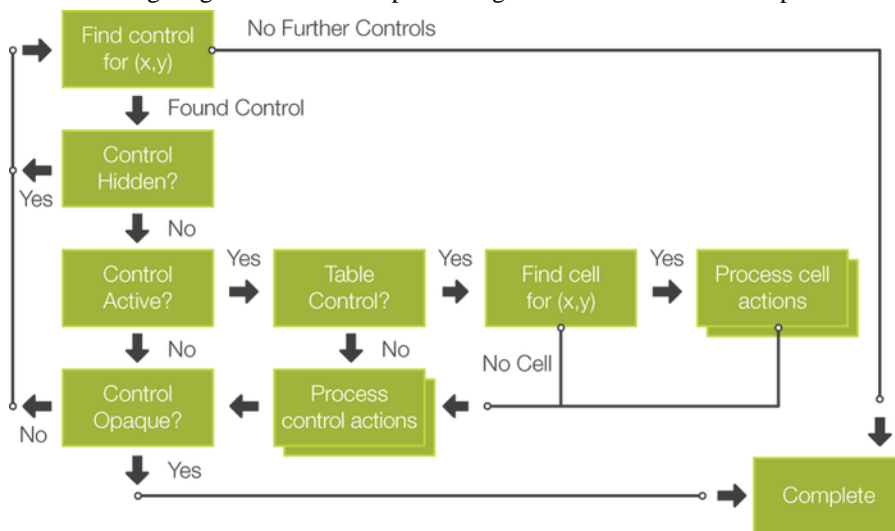 Find control
for (x,y)
No Further Controls
Found Control
Control
Hidden?
Yes
No
Control
Active?
Yes
Table
Control?
Yes
Find cell
for (x,y)
Yes
Process cell
actions
No
No
No Cell
Control
Opaque?
Process
control actions
No
Yes
Complete